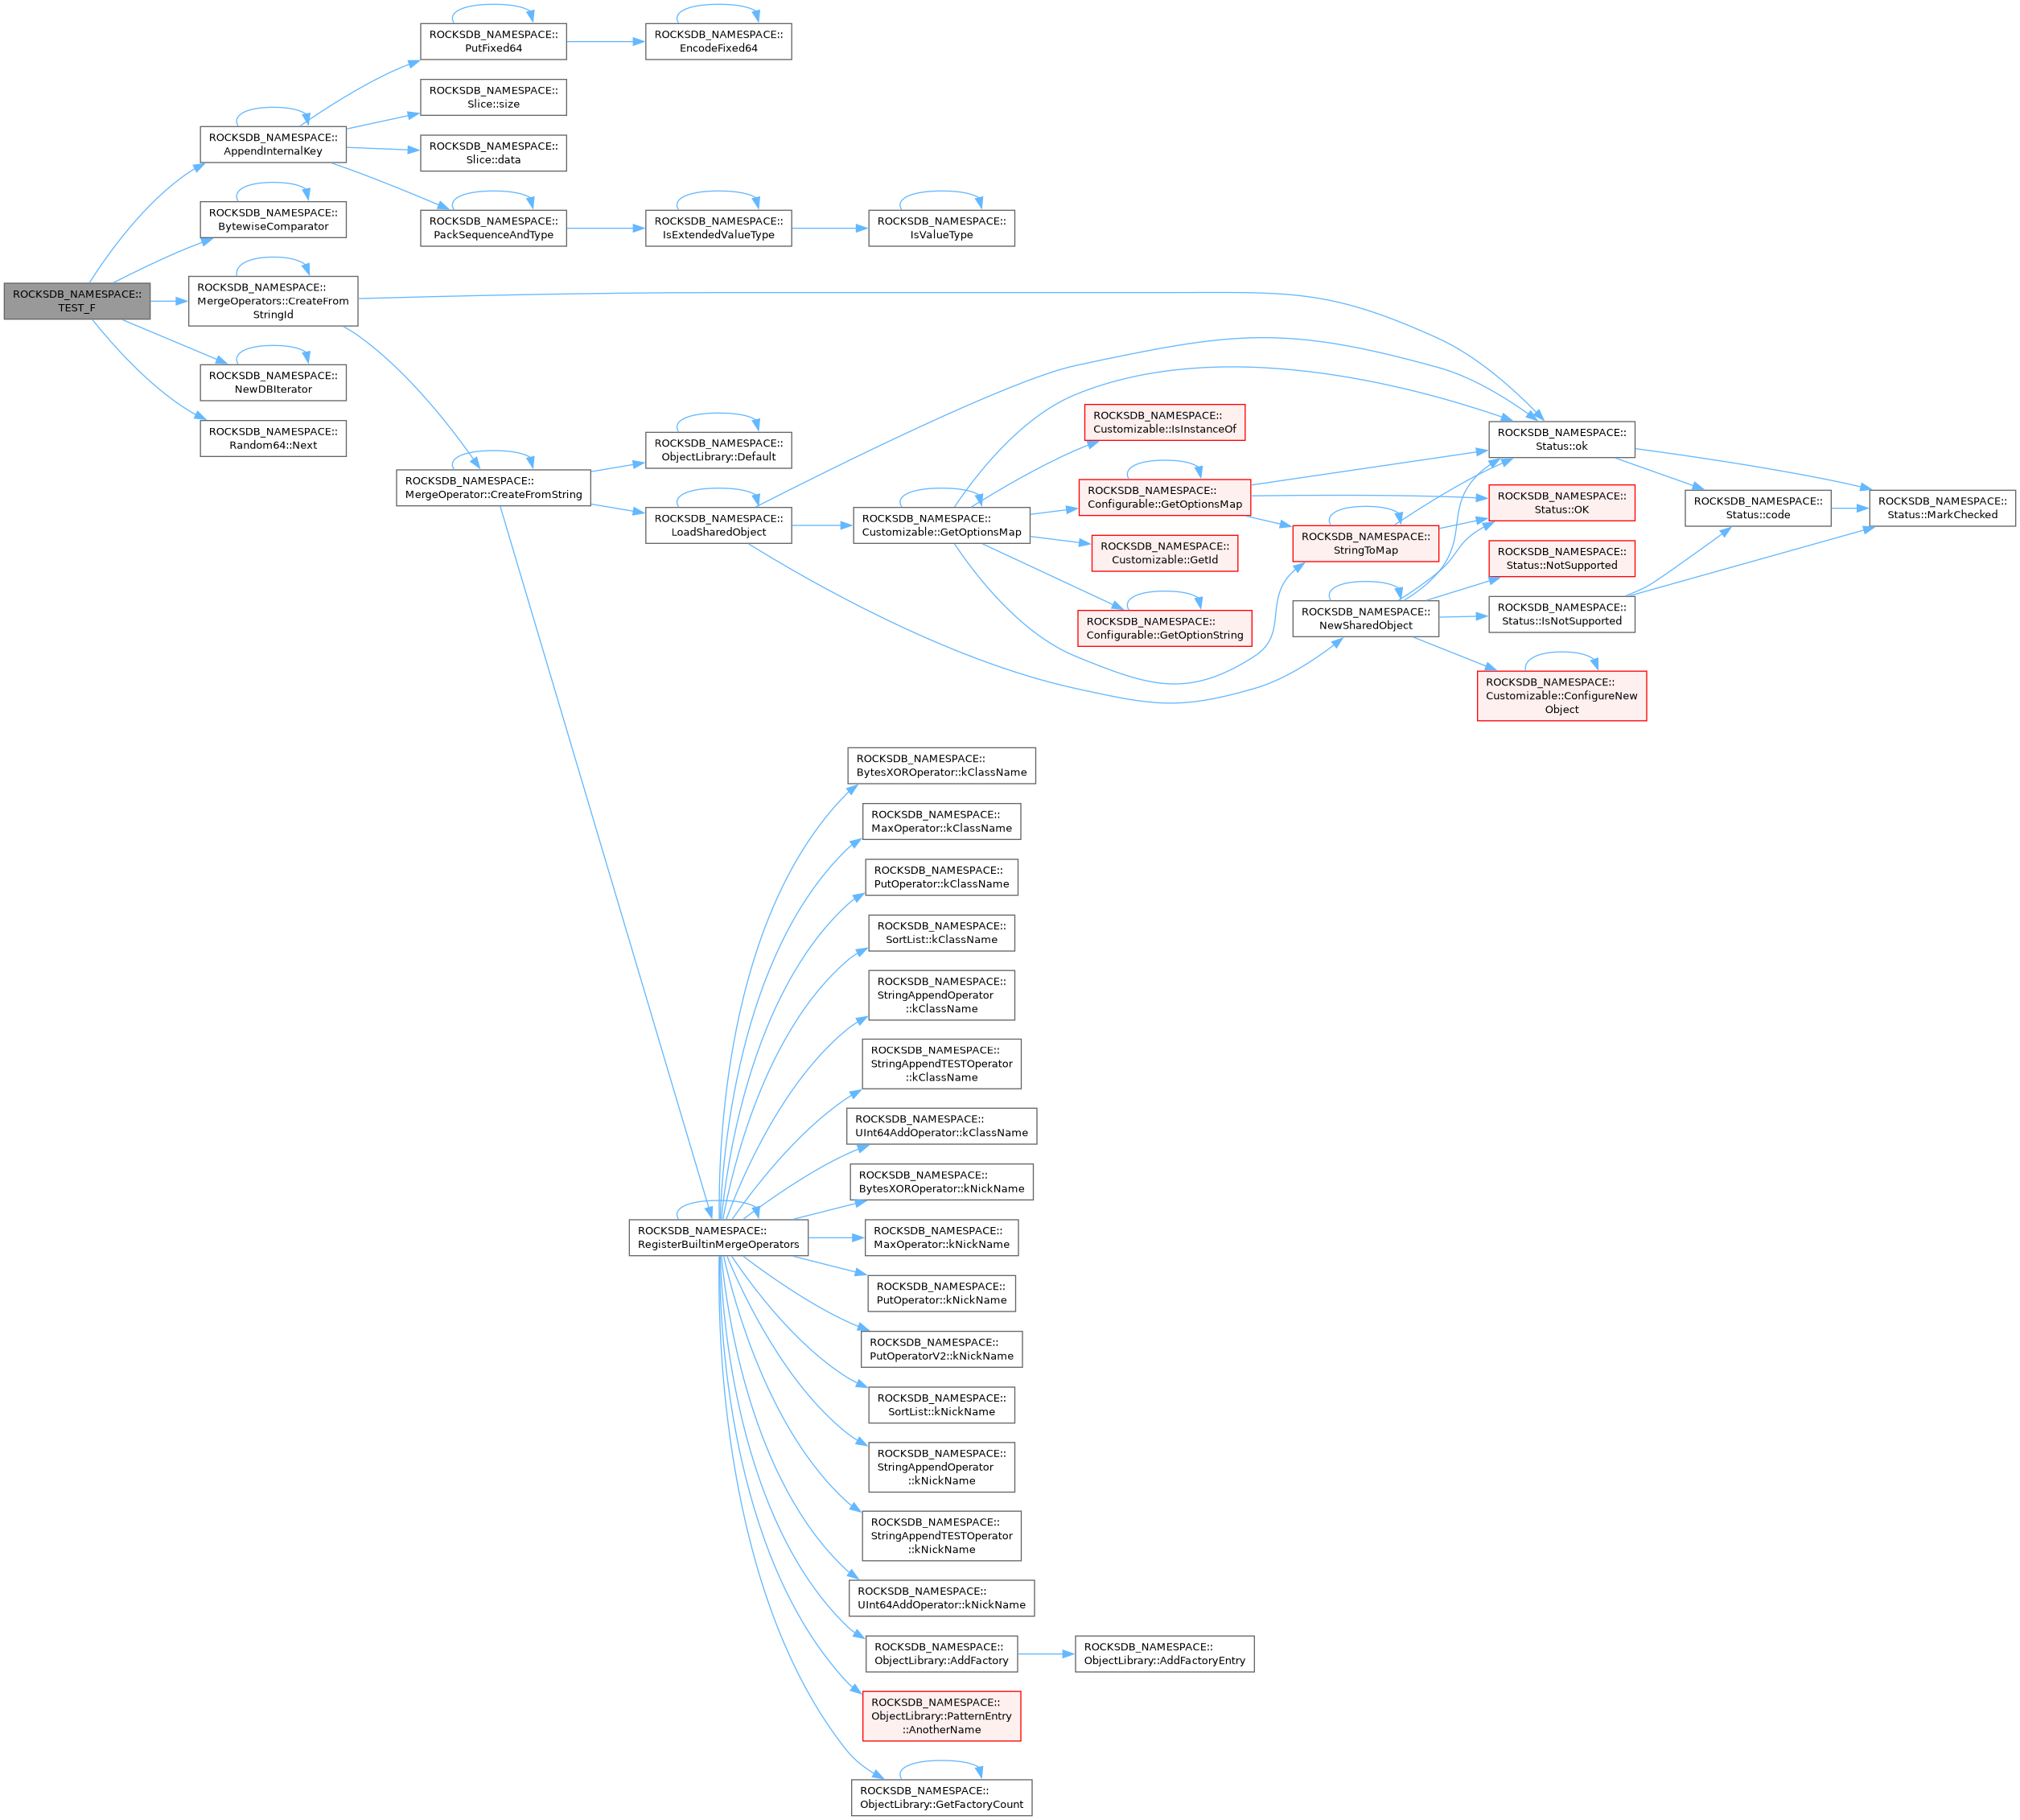 ROCKSDB_NAMESPACE::
TEST_F
ROCKSDB_NAMESPACE::
AppendInternalKey
ROCKSDB_NAMESPACE::
PutFixed64
ROCKSDB_NAMESPACE::
EncodeFixed64
ROCKSDB_NAMESPACE::
Slice::size
ROCKSDB_NAMESPACE::
Slice::data
ROCKSDB_NAMESPACE::
PackSequenceAndType
ROCKSDB_NAMESPACE::
IsExtendedValueType
ROCKSDB_NAMESPACE::
IsValueType
ROCKSDB_NAMESPACE::
BytewiseComparator
ROCKSDB_NAMESPACE::
MergeOperators::CreateFrom
StringId
ROCKSDB_NAMESPACE::
NewDBIterator
ROCKSDB_NAMESPACE::
Random64::Next
ROCKSDB_NAMESPACE::
MergeOperator::CreateFromString
ROCKSDB_NAMESPACE::
ObjectLibrary::Default
ROCKSDB_NAMESPACE::
LoadSharedObject
ROCKSDB_NAMESPACE::
Customizable::GetOptionsMap
ROCKSDB_NAMESPACE::
Customizable::IsInstanceOf
ROCKSDB_NAMESPACE::
Configurable::GetOptionsMap
ROCKSDB_NAMESPACE::
Customizable::GetId
ROCKSDB_NAMESPACE::
Configurable::GetOptionString
ROCKSDB_NAMESPACE::
StringToMap
ROCKSDB_NAMESPACE::
NewSharedObject
ROCKSDB_NAMESPACE::
Status::ok
ROCKSDB_NAMESPACE::
Status::OK
ROCKSDB_NAMESPACE::
Status::NotSupported
ROCKSDB_NAMESPACE::
Status::IsNotSupported
ROCKSDB_NAMESPACE::
Customizable::ConfigureNew
Object
ROCKSDB_NAMESPACE::
Status::code
ROCKSDB_NAMESPACE::
Status::MarkChecked
ROCKSDB_NAMESPACE::
RegisterBuiltinMergeOperators
ROCKSDB_NAMESPACE::
BytesXOROperator::kClassName
ROCKSDB_NAMESPACE::
MaxOperator::kClassName
ROCKSDB_NAMESPACE::
PutOperator::kClassName
ROCKSDB_NAMESPACE::
SortList::kClassName
ROCKSDB_NAMESPACE::
StringAppendOperator
::kClassName
ROCKSDB_NAMESPACE::
StringAppendTESTOperator
::kClassName
ROCKSDB_NAMESPACE::
UInt64AddOperator::kClassName
ROCKSDB_NAMESPACE::
BytesXOROperator::kNickName
ROCKSDB_NAMESPACE::
MaxOperator::kNickName
ROCKSDB_NAMESPACE::
PutOperator::kNickName
ROCKSDB_NAMESPACE::
PutOperatorV2::kNickName
ROCKSDB_NAMESPACE::
SortList::kNickName
ROCKSDB_NAMESPACE::
StringAppendOperator
::kNickName
ROCKSDB_NAMESPACE::
StringAppendTESTOperator
::kNickName
ROCKSDB_NAMESPACE::
UInt64AddOperator::kNickName
ROCKSDB_NAMESPACE::
ObjectLibrary::AddFactory
ROCKSDB_NAMESPACE::
ObjectLibrary::AddFactoryEntry
ROCKSDB_NAMESPACE::
ObjectLibrary::PatternEntry
::AnotherName
ROCKSDB_NAMESPACE::
ObjectLibrary::GetFactoryCount